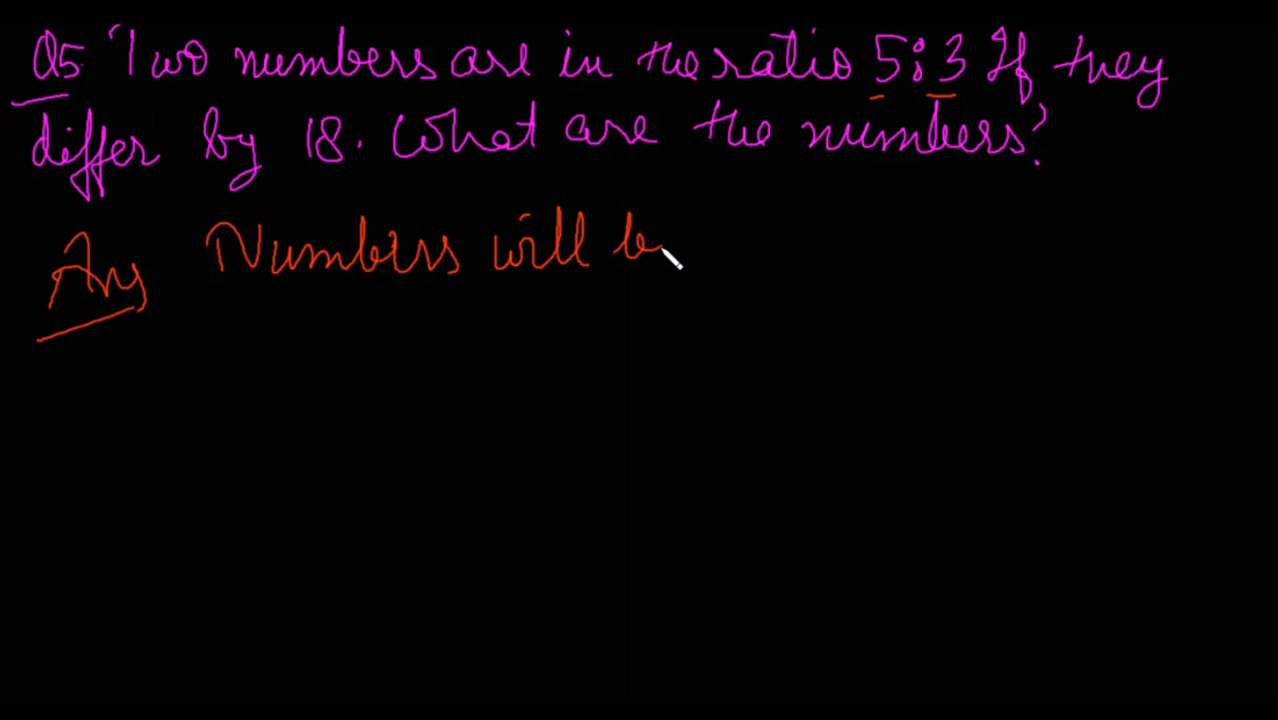 Q5 Two numbers are in the ratio 5:3 If they
differ by 18. What are the numbers?
Ans Numbers will be